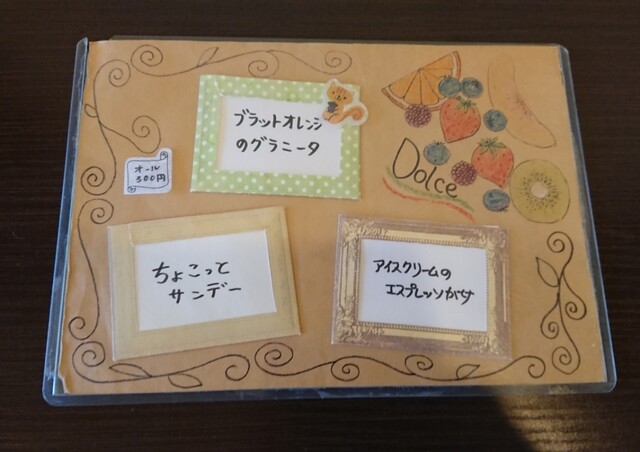 ブラットオレンジ
のグラニータ
オール
300円
Dolce
ちょこっと
サンデー
アイスクリームの
エスプレッソがけ